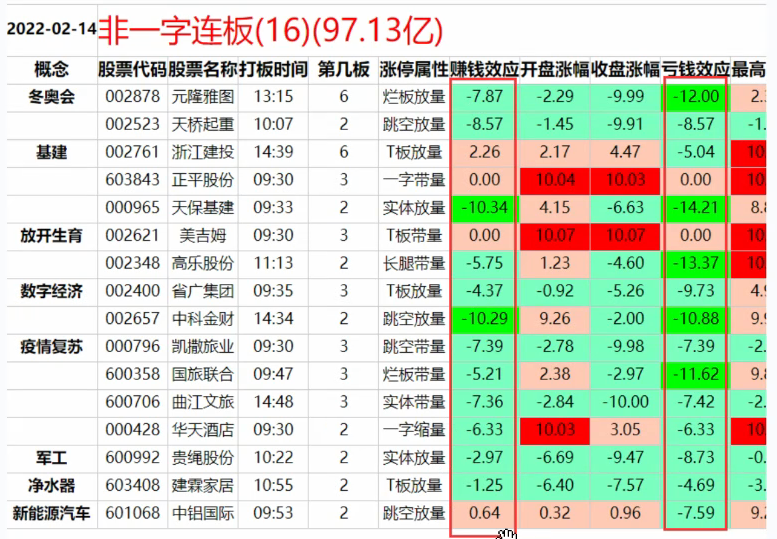 2022-02-14 非一字连板(16)(97.13亿)
概念 股票代码 股票名称 打板时间 第几板 涨停属性 赚钱效应 开盘涨幅 收盘涨幅 亏钱效应 最高
冬奥会 002878 元隆雅图 13:15 6 烂板放量 -7.87 -2.29 -9.99 -12.00 2.
002523 天桥起重 10:07 2 跳空放量 -8.57 -1.45 -9.91 -8.57 -1.
基建 002761 浙江建投 14:39 6 T板放量 2.26 2.17 4.47 -5.04 10
603843 正平股份 09:30 3 一字带量 0.00 10.04 10.03 0.00 10
000965 天保基建 09:33 2 实体放量 -10.34 4.15 -6.63 -14.21 8.8
放开生育 002621 美吉姆 09:30 3 T板带量 0.00 10.07 10.07 0.00 10
002348 高乐股份 11:13 2 长腿带量 -5.75 1.23 -4.60 -13.37 10
数字经济 002400 省广集团 09:35 3 T板放量 -4.37 -0.92 -5.26 -9.73 4.9
002657 中科金财 14:34 2 跳空放量 -10.29 9.26 -2.00 -10.88 9.9
疫情复苏 000796 凯撒旅业 09:30 3 跳空带量 -7.39 -2.78 -9.98 -7.39 -2.
600358 国旅联合 09:47 3 烂板带量 -5.21 2.38 -2.97 -11.62 9.8
600706 曲江文旅 14:48 3 实体带量 -7.36 -2.84 -10.00 -7.42 -2.
000428 华天酒店 09:30 2 一字缩量 -6.33 10.03 3.05 -6.33 10
军工 600992 贵绳股份 10:22 2 实体放量 -2.97 -6.69 -9.47 -8.73 -0.
净水器 603408 建霖家居 10:55 2 T板放量 -1.25 -6.40 -7.57 -4.69 -3.
新能源汽车 601068 中铝国际 09:53 2 跳空放量 0.64 0.32 0.96 -7.59 9.2